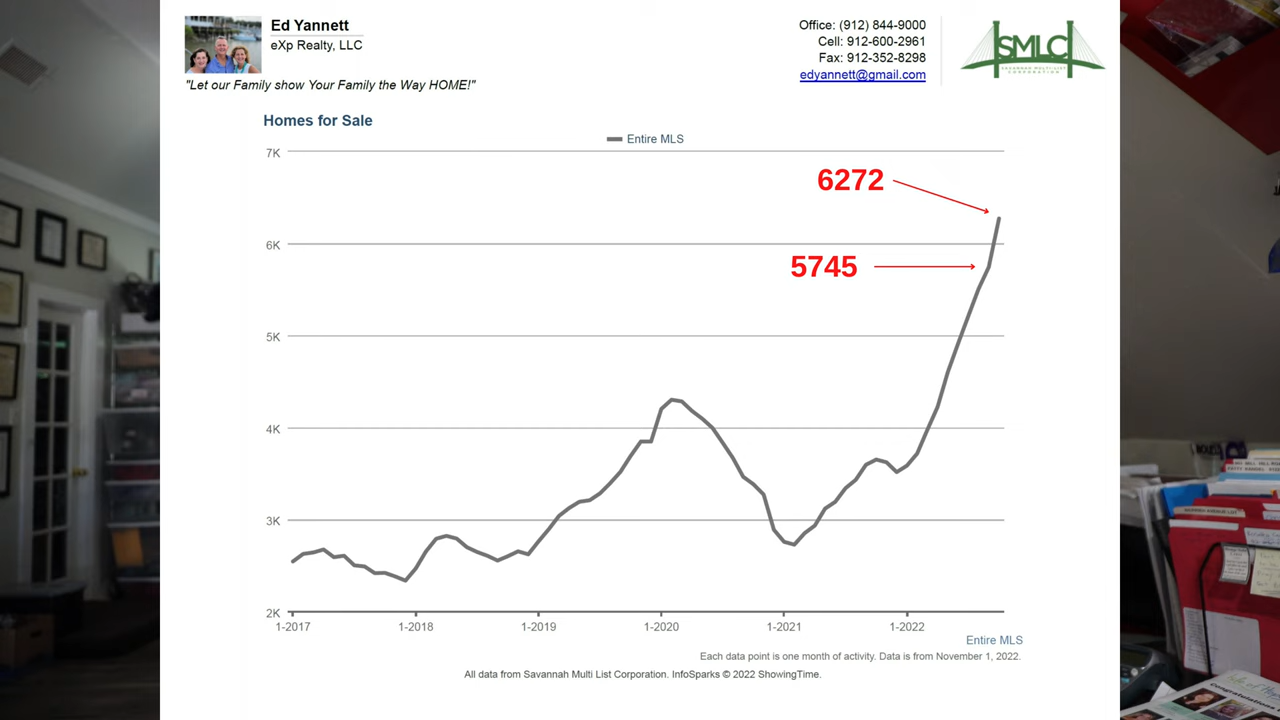 Ed Yannett
eXp Realty, LLC
"Let our Family show Your Family the Way HOME!"
Office: (912) 844-9000
Cell: 912-600-2961
Fax: 912-352-8298
edyannett@gmail.com
SMLC
SAVANNAH MULTI-LIST
CORPORATION
Homes for Sale
Entire MLS
7K
6272
6K
5745
5K
4K
3K
2K
1-2017 1-2018 1-2019 1-2020 1-2021 1-2022
Entire MLS
Each data point is one month of activity. Data is from November 1, 2022.
All data from Savannah Multi List Corporation. InfoSparks © 2022 ShowingTime.